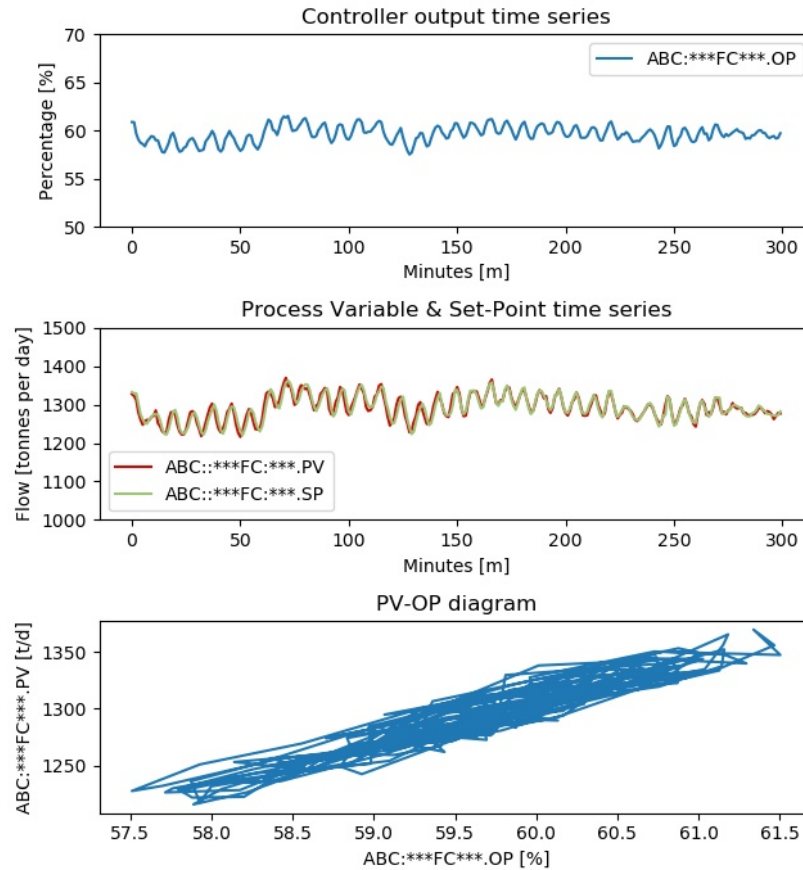 Controller output time series
70
65
60
55
50
Percentage [%]
ABC:***FC***.OP
0 50 100 150 200 250 300
Minutes [m]
Process Variable & Set-Point time series
1500
1400
1300
1200
1100
1000
Flow [tonnes per day]
ABC::***FC:***.PV
ABC::***FC:***.SP
0 50 100 150 200 250 300
Minutes [m]
PV-OP diagram
1350
1300
1250
ABC:***FC***.PV [t/d]
57.5 58.0 58.5 59.0 59.5 60.0 60.5 61.0 61.5
ABC:***FC***.OP [%]